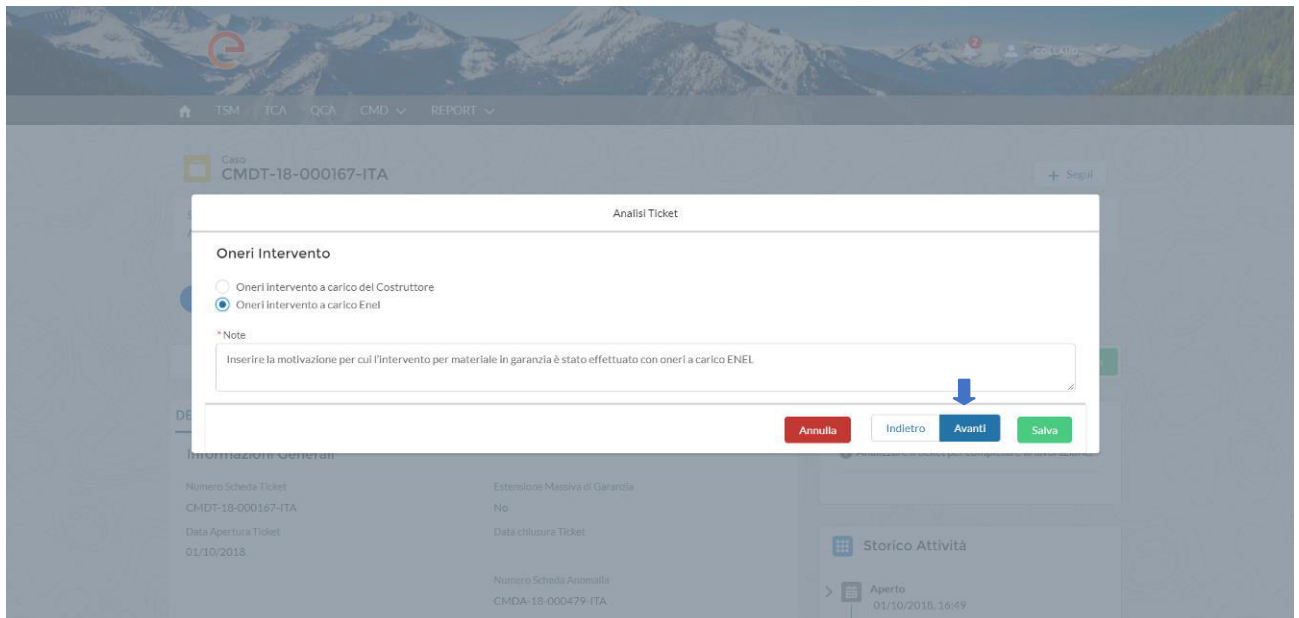 2
COLLAUD...
TSM TCA QCA CMD REPORT
Caso
CMDT-18-000167-ITA
+ Segui
Analisi Ticket
Oneri Intervento
Oneri intervento a carico del Costruttore
Oneri intervento a carico Enel
* Note
Inserire la motivazione per cui l'intervento per materiale in garanzia è stato effettuato con oneri a carico ENEL
Annulla Indietro Avanti Salva
DE
Informazioni Generali
Numero Scheda Ticket Estensione Massiva di Garanzia
CMDT-18-000167-ITA No
Data Apertura Ticket Data chiusura Ticket
01/10/2018
Storico Attività
Numero Scheda Anomalia
CMDA-18-000479-ITA
Aperto
01/10/2018, 16:49